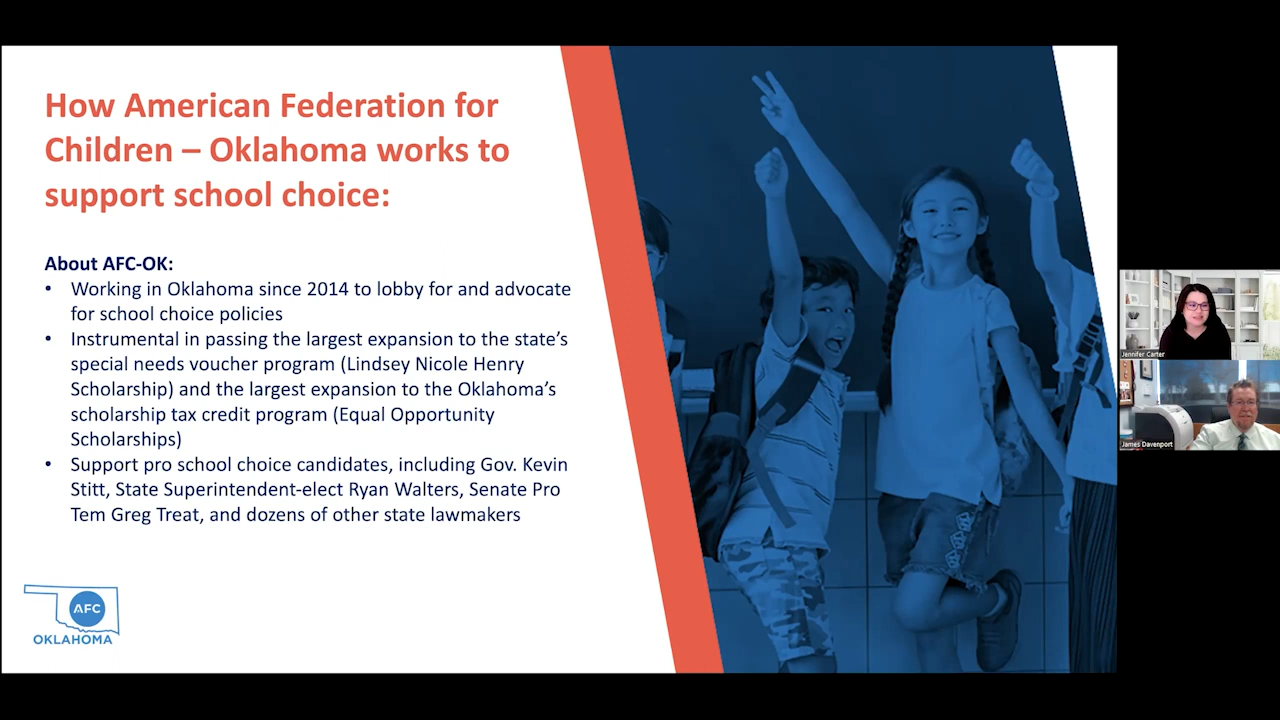 How American Federation for
Children – Oklahoma works to
support school choice:
About AFC-OK:
• Working in Oklahoma since 2014 to lobby for and advocate
for school choice policies
• Instrumental in passing the largest expansion to the state’s
special needs voucher program (Lindsey Nicole Henry
Scholarship) and the largest expansion to the Oklahoma’s
scholarship tax credit program (Equal Opportunity
Scholarships)
• Support pro school choice candidates, including Gov. Kevin
Stitt, State Superintendent-elect Ryan Walters, Senate Pro
Tem Greg Treat, and dozens of other state lawmakers
AFC
OKLAHOMA
Jennifer Carter
James Davenport